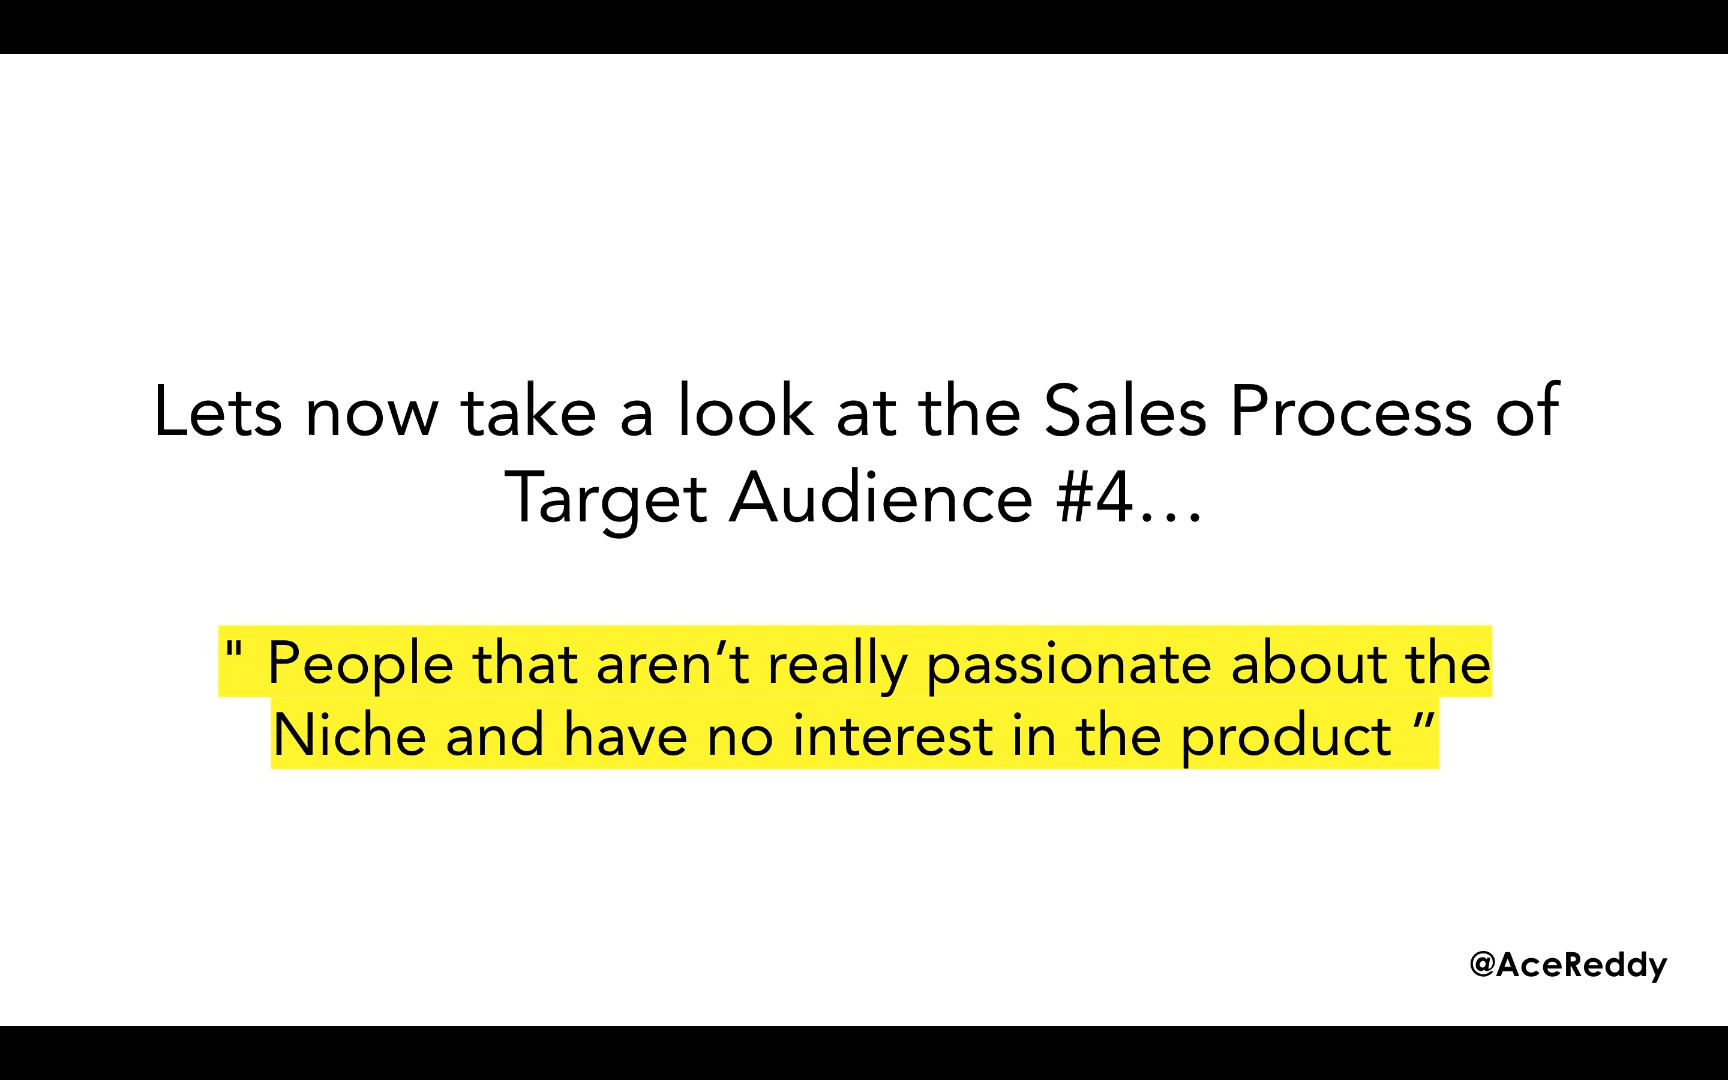 Lets now take a look at the Sales Process of
Target Audience #4…
" People that aren’t really passionate about the
Niche and have no interest in the product ”
@AceReddy